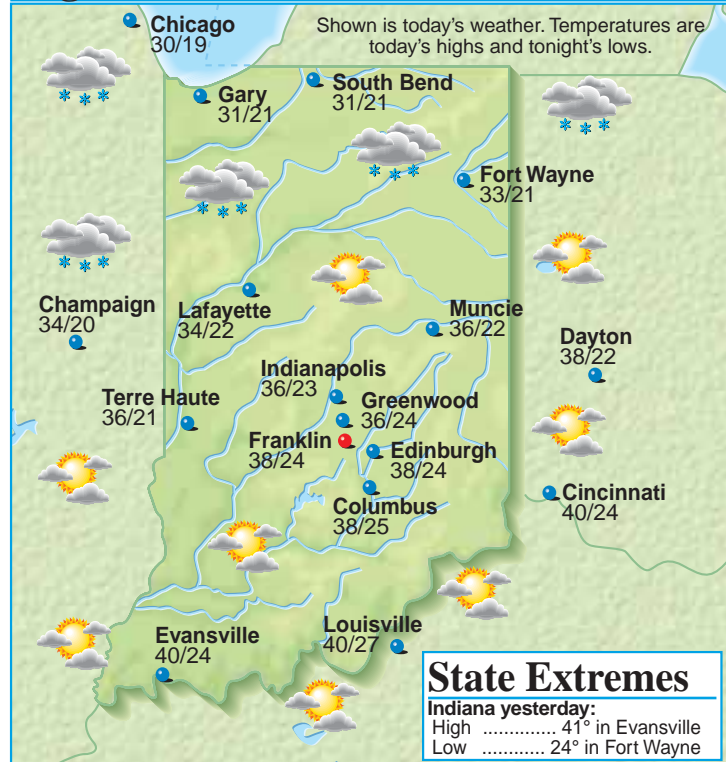 Chicago
30/19
Shown is today's weather. Temperatures are
today's highs and tonight's lows.
Gary
31/21
South Bend
31/21
Fort Wayne
33/21
Champaign
34/20
Lafayette
34/22
Muncie
36/22
Dayton
38/22
Indianapolis
36/23
Terre Haute
36/21
Greenwood
36/24
Franklin
38/24
Edinburgh
38/24
Columbus
38/25
Cincinnati
40/24
Evansville
40/24
Louisville
40/27
State Extremes
Indiana yesterday:
High .............. 41° in Evansville
Low ............ 24° in Fort Wayne